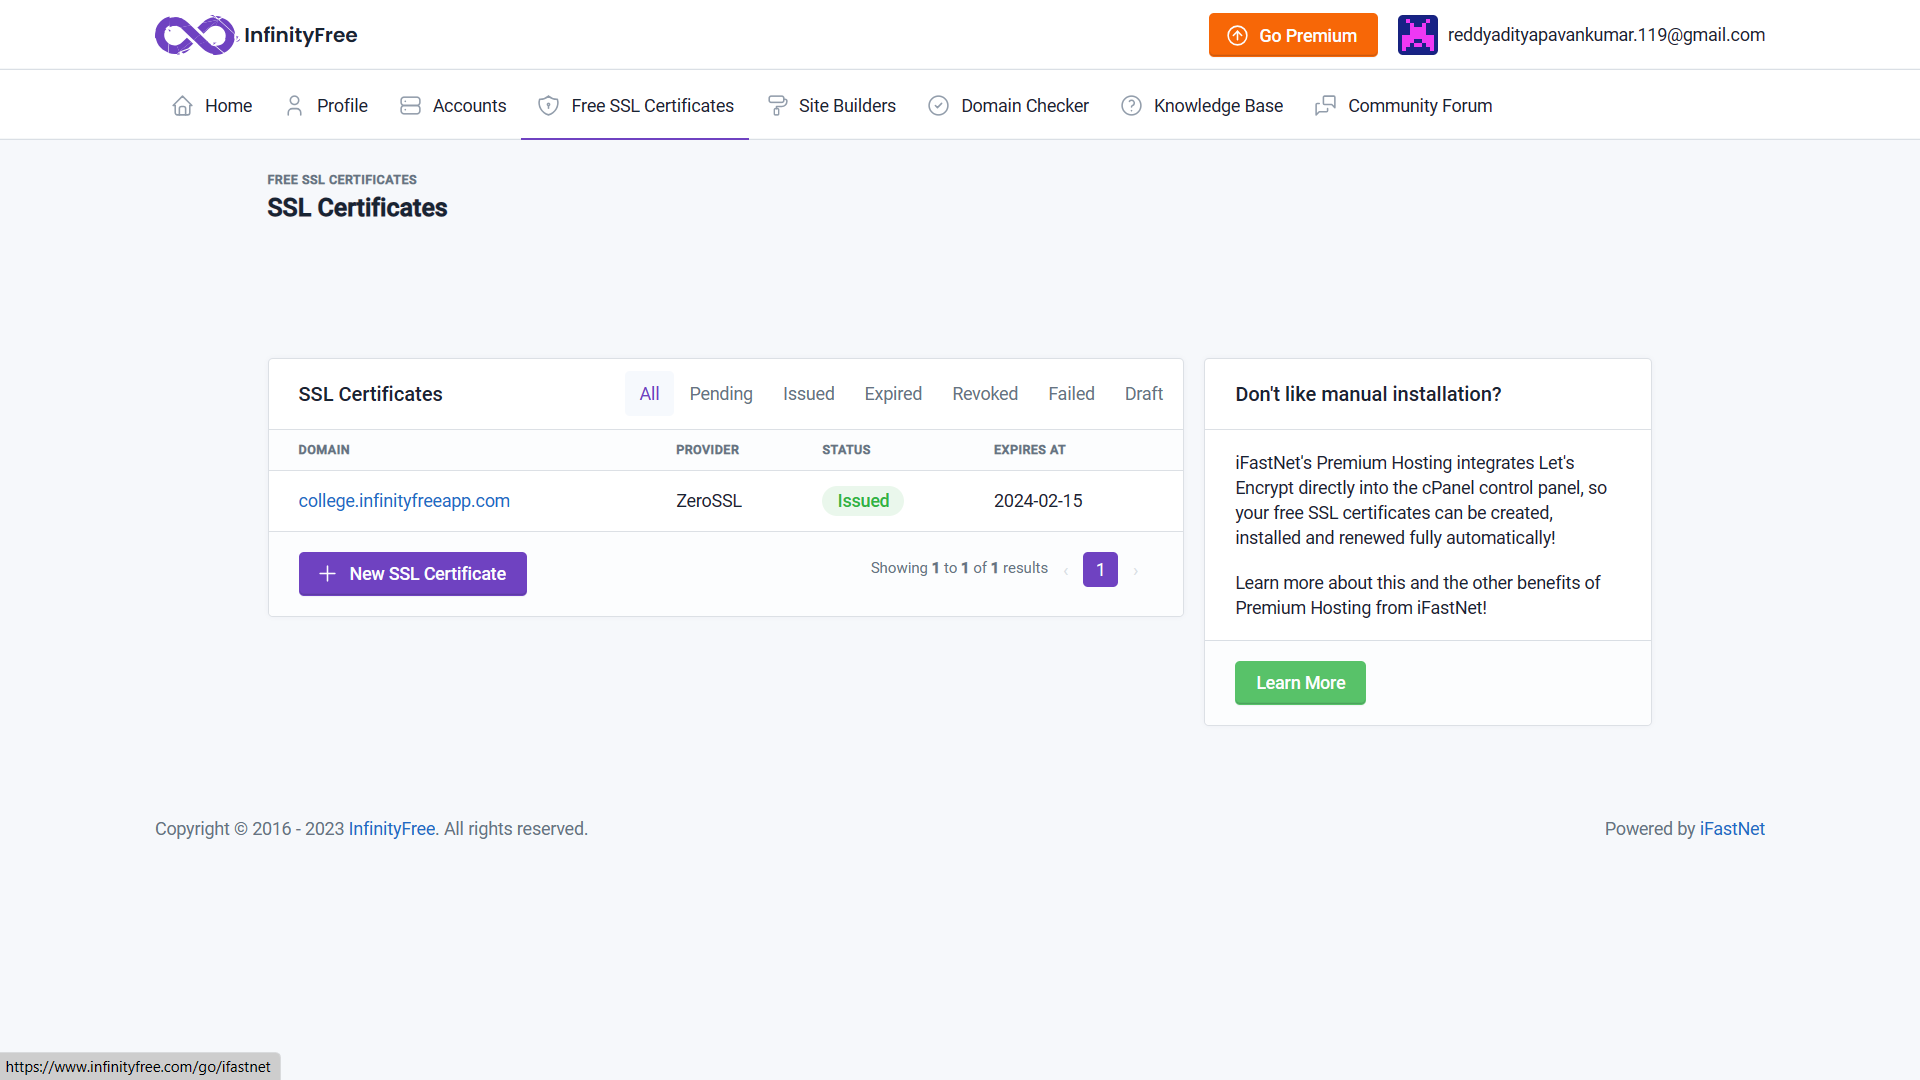 InfinityFree
Go Premium
reddyadityapavankumar.119@gmail.com
Home
Profile
Accounts
Free SSL Certificates
Site Builders
Domain Checker
Knowledge Base
Community Forum
FREE SSL CERTIFICATES
SSL Certificates
SSL Certificates
All
Pending
Issued
Expired
Revoked
Failed
Draft
DOMAIN PROVIDER STATUS EXPIRES AT
college.infinityfreeapp.com ZeroSSL Issued 2024-02-15
New SSL Certificate
Showing 1 to 1 of 1 results ‹ 1 ›
Don't like manual installation?
iFastNet's Premium Hosting integrates Let's
Encrypt directly into the cPanel control panel, so
your free SSL certificates can be created,
installed and renewed fully automatically!
Learn more about this and the other benefits of
Premium Hosting from iFastNet!
Learn More
Copyright © 2016 - 2023 InfinityFree. All rights reserved.
Powered by iFastNet
https://www.infinityfree.com/go/ifastnet